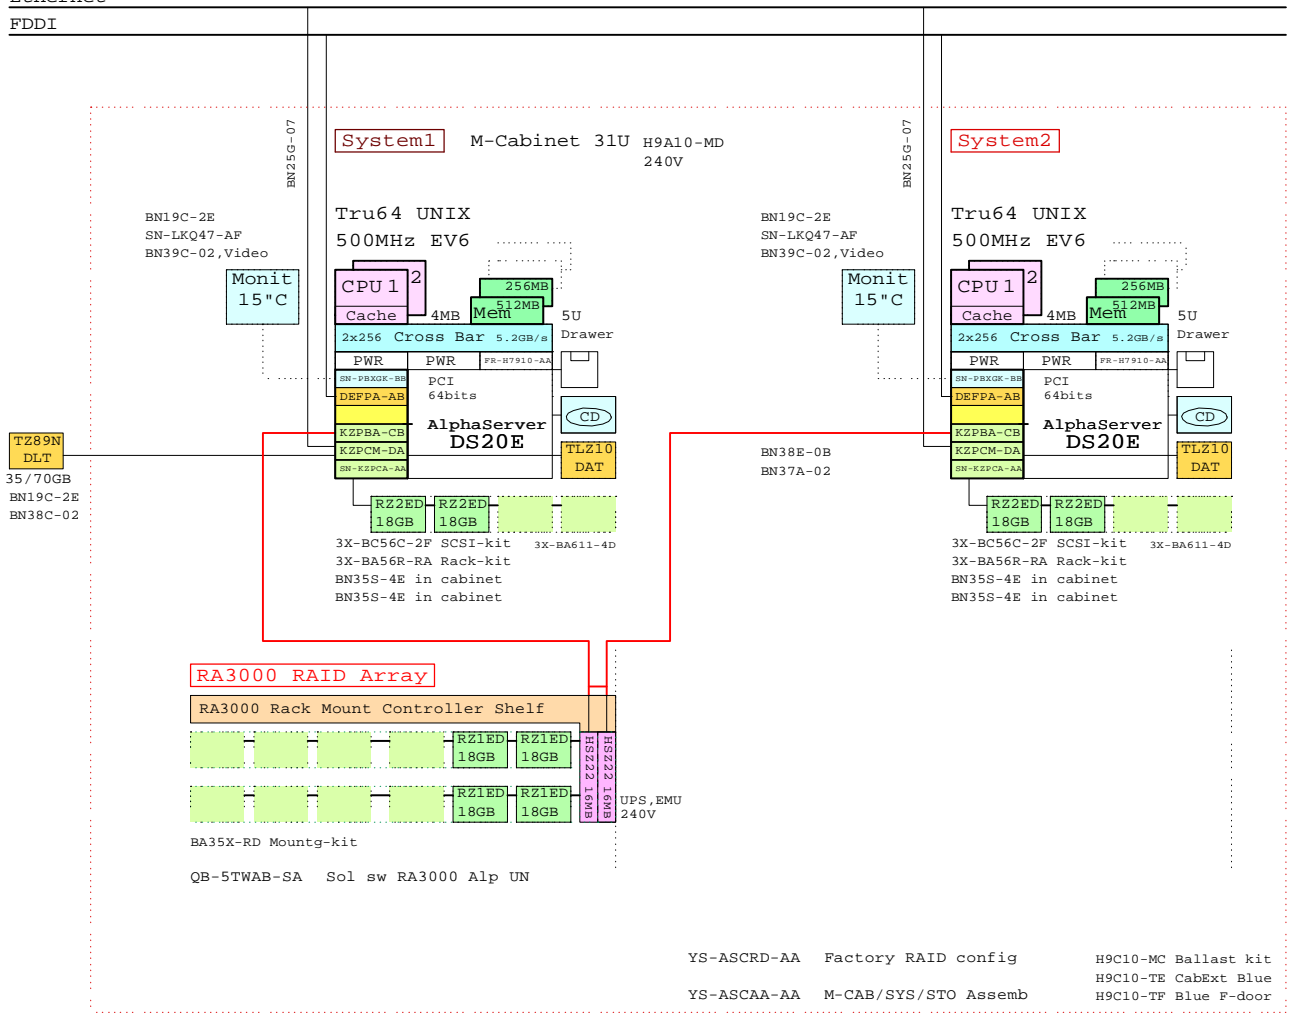 Ethernet
FDDI
BN25G-07
System1
M-Cabinet 31U
H9A10-MD
240V
BN25G-07
System2
BN19C-2E
SN-LKQ47-AF
BN39C-02,Video
Tru64 UNIX
500MHz EV6
Monit
15"C
CPU 1
2
Cache
4MB
256MB
512MB
Mem
5U
Drawer
2x256 Cross Bar 5.2GB/s
PWR
PWR
FR-H7910-AA
SN-PBXGK-BB
DEFPA-AB
KZPBA-CB
KZPCM-DA
SN-KZPCA-AA
PCI
64bits
AlphaServer
DS20E
CD
TLZ10
DAT
TZ89N
DLT
35/70GB
BN19C-2E
BN38C-02
RZ2ED
18GB
RZ2ED
18GB
3X-BC56C-2F SCSI-kit
3X-BA611-4D
3X-BA56R-RA Rack-kit
BN35S-4E in cabinet
BN35S-4E in cabinet
BN19C-2E
SN-LKQ47-AF
BN39C-02,Video
Tru64 UNIX
500MHz EV6
Monit
15"C
CPU 1
2
Cache
4MB
256MB
512MB
Mem
5U
Drawer
2x256 Cross Bar 5.2GB/s
PWR
PWR
FR-H7910-AA
SN-PBXGK-BB
DEFPA-AB
KZPBA-CB
KZPCM-DA
SN-KZPCA-AA
PCI
64bits
AlphaServer
DS20E
CD
TLZ10
DAT
BN38E-0B
BN37A-02
RZ2ED
18GB
RZ2ED
18GB
3X-BC56C-2F SCSI-kit
3X-BA611-4D
3X-BA56R-RA Rack-kit
BN35S-4E in cabinet
BN35S-4E in cabinet
RA3000 RAID Array
RA3000 Rack Mount Controller Shelf
RZ1ED
18GB
RZ1ED
18GB
RZ1ED
18GB
RZ1ED
18GB
HSZ22 16MB
HSZ22 16MB
UPS,EMU
240V
BA35X-RD Mountg-kit
QB-5TWAB-SA Sol sw RA3000 Alp UN
YS-ASCRD-AA Factory RAID config
YS-ASCAA-AA M-CAB/SYS/STO Assemb
H9C10-MC Ballast kit
H9C10-TE CabExt Blue
H9C10-TF Blue F-door